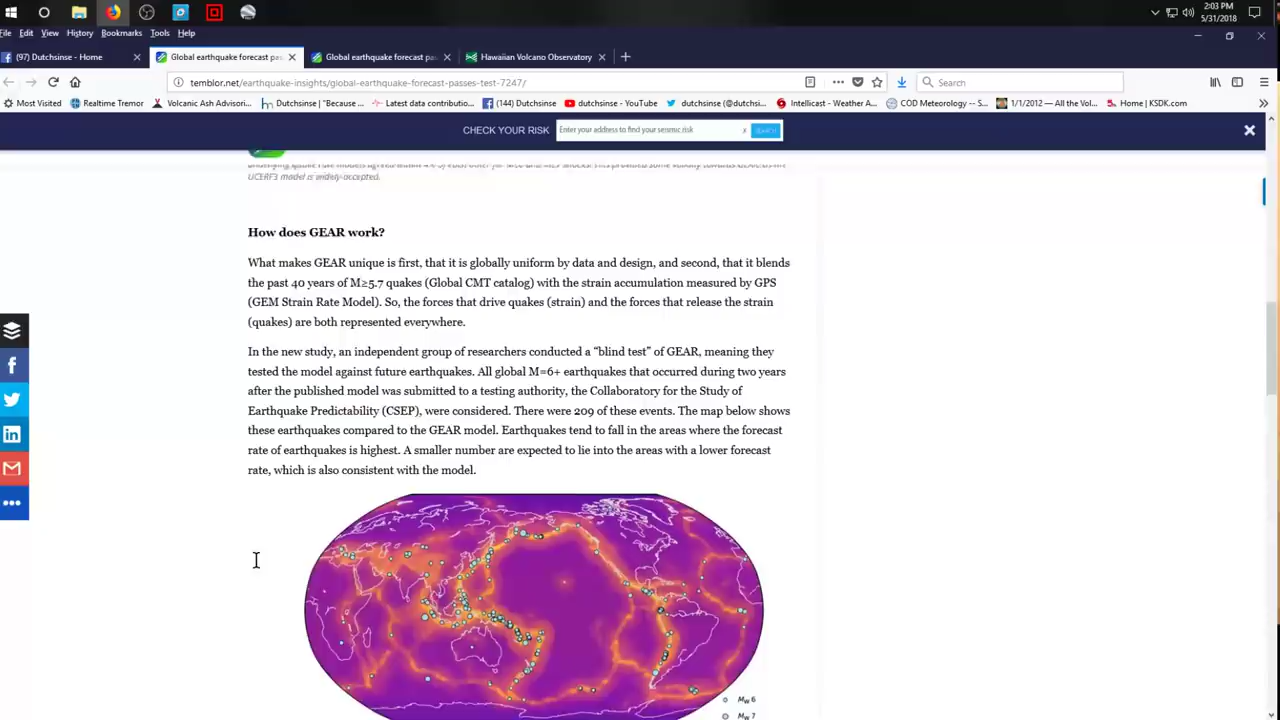 2:03 PM
5/31/2018
File Edit View History Bookmarks Tools Help
(97) Dutchsinse - Home
Global earthquake forecast pas
Global earthquake forecast pas
Hawaiian Volcano Observatory
temblor.net/earthquake-insights/global-earthquake-forecast-passes-test-7247/
Search
Most Visited
Realtime Tremor
Volcanic Ash Advisori...
Dutchsinse | "Because ...
Latest data contributio...
(144) Dutchsinse
dutchsinse - YouTube
dutchsinse (@dutchsi...
Intellicast - Weather A...
COD Meteorology -- S...
1/1/2012 — All the Vol...
Home | KSDK.com
CHECK YOUR RISK
Enter your address to find your seismic risk
x
SEARCH
UCERF3 model is widely-accepted.
How does GEAR work?
What makes GEAR unique is first, that it is globally uniform by data and design, and second, that it blends
the past 40 years of M≥5.7 quakes (Global CMT catalog) with the strain accumulation measured by GPS
(GEM Strain Rate Model). So, the forces that drive quakes (strain) and the forces that release the strain
(quakes) are both represented everywhere.
In the new study, an independent group of researchers conducted a “blind test” of GEAR, meaning they
tested the model against future earthquakes. All global M=6+ earthquakes that occurred during two years
after the published model was submitted to a testing authority, the Collaboratory for the Study of
Earthquake Predictability (CSEP), were considered. There were 209 of these events. The map below shows
these earthquakes compared to the GEAR model. Earthquakes tend to fall in the areas where the forecast
rate of earthquakes is highest. A smaller number are expected to lie into the areas with a lower forecast
rate, which is also consistent with the model.
Mw 6
Mw 7